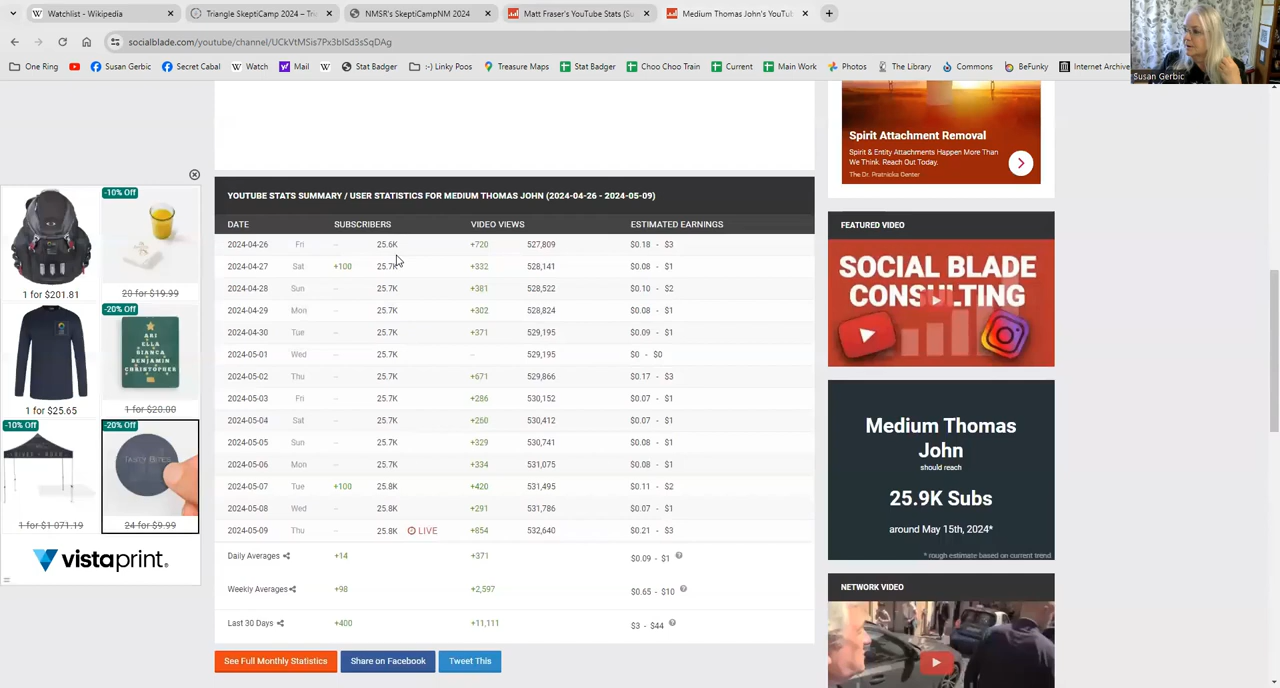 Watchlist - Wikipedia
Triangle SkeptiCamp 2024 – Tri
NMSR's SkeptiCampNM 2024
Matt Fraser's YouTube Stats (Su
Medium Thomas John's YouTub
socialblade.com/youtube/channel/UCkVtMSis7Px3bISd3sSqDAg
One Ring
Susan Gerbic
Secret Cabal
Watch
Mail
Stat Badger
:-) Linky Pops
Treasure Maps
Stat Badger
Choo Choo Train
Current
Main Work
Photos
The Library
Commons
BeFunky
Internet Archive
Susan Gerbic
Spirit Attachment Removal
Spirit & Entity Attachments Happen More Than
We Think. Reach Out Today.
The Dr. Pratnicka Center
-10% Off
1 for $201.81
20 for $19.99
-20% Off
1 for $25.65
1 for $20.00
-10% Off
1 for $1 071.19
-20% Off
24 for $9.99
vistaprint.
YOUTUBE STATS SUMMARY / USER STATISTICS FOR MEDIUM THOMAS JOHN (2024-04-26 - 2024-05-09)
DATE SUBSCRIBERS VIDEO VIEWS ESTIMATED EARNINGS
2024-04-26 Fri -- 25.6K +720 527,809 $0.18 - $3
2024-04-27 Sat +100 25.7K +332 528,141 $0.08 - $1
2024-04-28 Sun -- 25.7K +381 528,522 $0.10 - $2
2024-04-29 Mon -- 25.7K +302 528,824 $0.08 - $1
2024-04-30 Tue -- 25.7K +371 529,195 $0.09 - $1
2024-05-01 Wed -- 25.7K -- 529,195 $0 - $0
2024-05-02 Thu -- 25.7K +671 529,866 $0.17 - $3
2024-05-03 Fri -- 25.7K +286 530,152 $0.07 - $1
2024-05-04 Sat -- 25.7K +260 530,412 $0.07 - $1
2024-05-05 Sun -- 25.7K +329 530,741 $0.08 - $1
2024-05-06 Mon -- 25.7K +334 531,075 $0.08 - $1
2024-05-07 Tue +100 25.8K +420 531,495 $0.11 - $2
2024-05-08 Wed -- 25.8K +291 531,786 $0.07 - $1
2024-05-09 Thu -- 25.8K LIVE +854 532,640 $0.21 - $3
Daily Averages +14 +371 $0.09 - $1
Weekly Averages +98 +2,597 $0.65 - $10
Last 30 Days +400 +11,111 $3 - $44
See Full Monthly Statistics
Share on Facebook
Tweet This
FEATURED VIDEO
SOCIAL BLADE
CONSULTING
Medium Thomas
John
should reach
25.9K Subs
around May 15th, 2024*
* rough estimate based on current trend
NETWORK VIDEO